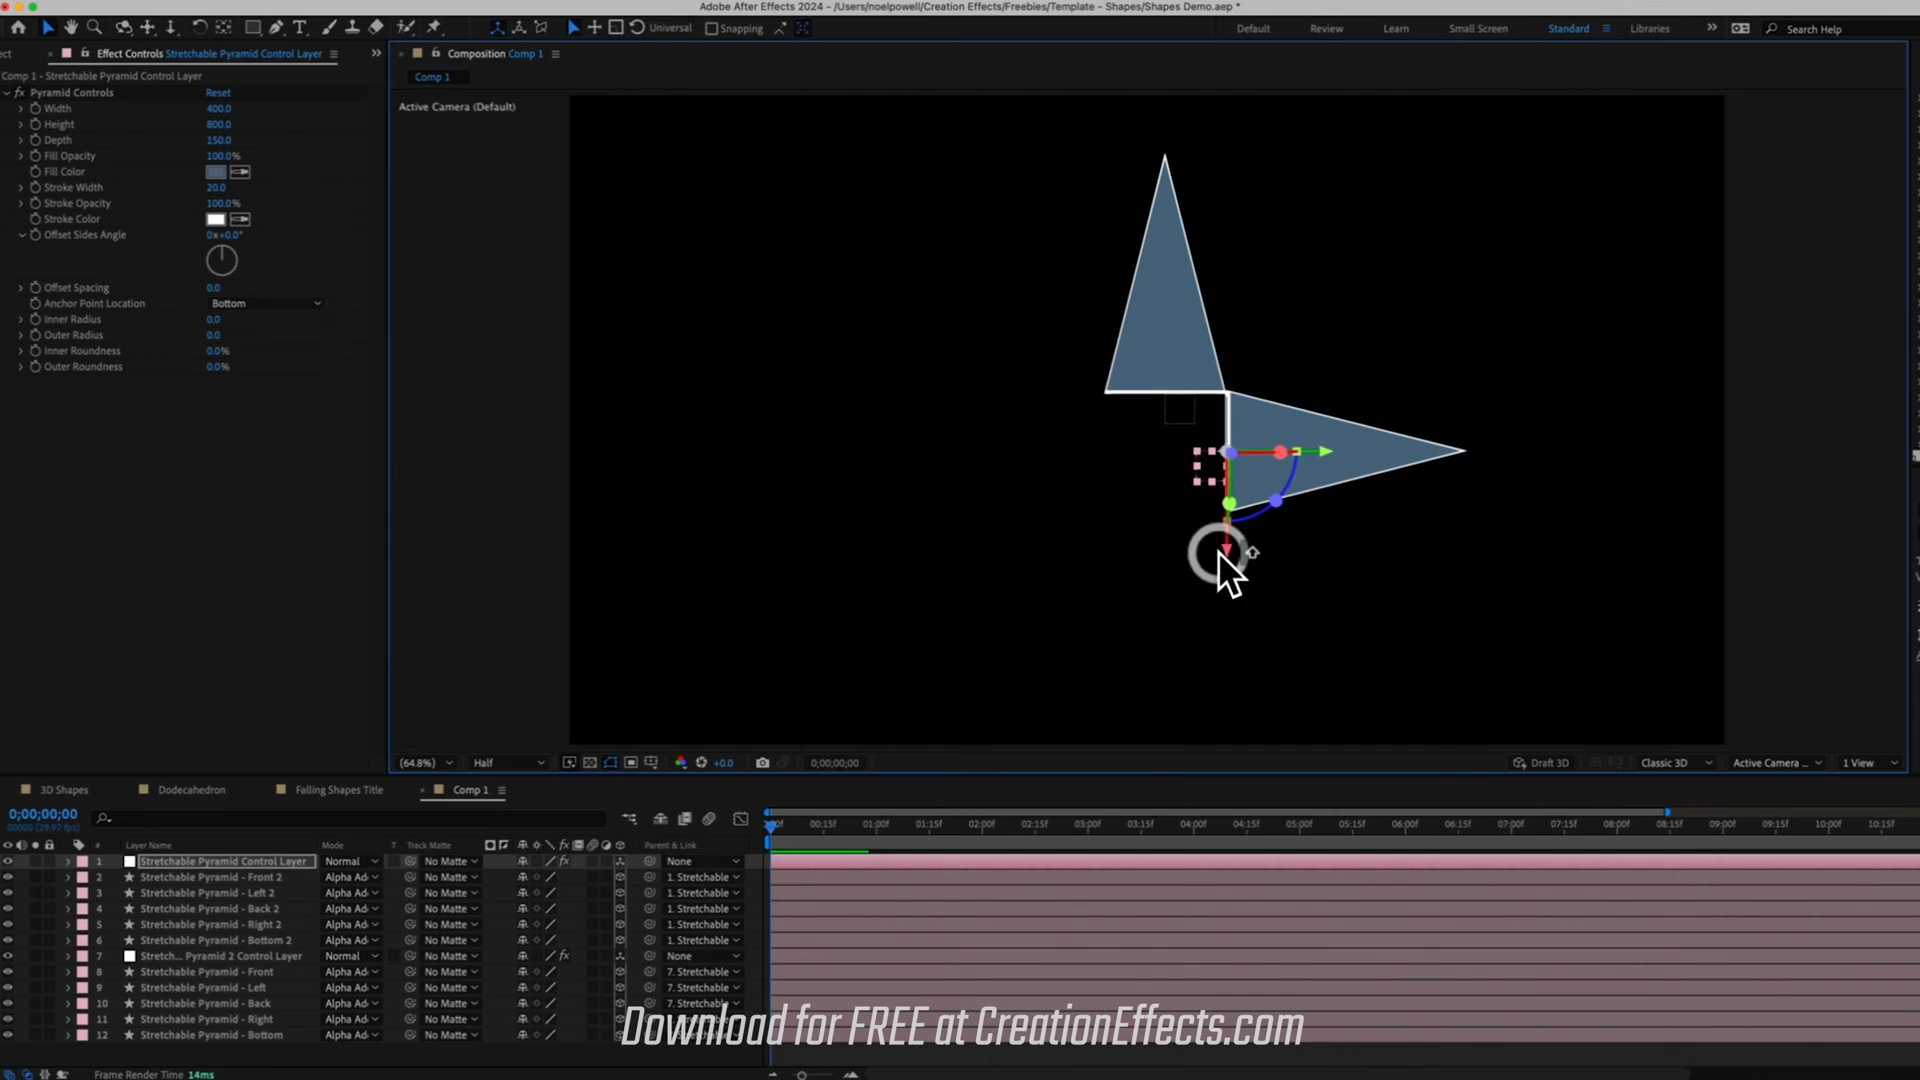 Adobe After Effects 2024 - /Users/noelpowell/Creation Effects/Freebies/Template - Shapes/Shapes Demo.aep *
Universal
Snapping
Default
Review
Learn
Small Screen
Standard
Libraries
Search Help
Effect Controls Stretchable Pyramid Control Layer
Composition Comp 1
Comp 1 - Stretchable Pyramid Control Layer
Comp 1
fx Pyramid Controls Reset
Width 400.0
Height 800.0
Depth 150.0
Fill Opacity 100.0%
Fill Color
Stroke Width 20.0
Stroke Opacity 100.0%
Stroke Color
Offset Sides Angle 0x+0.0°
Offset Spacing 0.0
Anchor Point Location Bottom
Inner Radius 0.0
Outer Radius 0.0
Inner Roundness 0.0%
Outer Roundness 0.0%
Active Camera (Default)
(64.8%) Half +0.0 0;00;00;00 Draft 3D Classic 3D Active Camera ... 1 View
3D Shapes Dodecahedron Falling Shapes Title Comp 1
0;00;00;00
00000 (29.97 fps)
00:15f 01:00f 01:15f 02:00f 02:15f 03:00f 03:15f 04:00f 04:15f 05:00f 05:15f 06:00f 06:15f 07:00f 07:15f 08:00f 08:15f 09:00f 09:15f 10:00f 10:15f
# Layer Name Mode T Track Matte fx Parent & Link
1 Stretchable Pyramid Control Layer Normal No Matte fx None
2 Stretchable Pyramid - Front 2 Alpha Ad No Matte 1. Stretchable
3 Stretchable Pyramid - Left 2 Alpha Ad No Matte 1. Stretchable
4 Stretchable Pyramid - Back 2 Alpha Ad No Matte 1. Stretchable
5 Stretchable Pyramid - Right 2 Alpha Ad No Matte 1. Stretchable
6 Stretchable Pyramid - Bottom 2 Alpha Ad No Matte 1. Stretchable
7 Stretch... Pyramid 2 Control Layer Normal No Matte fx None
8 Stretchable Pyramid - Front Alpha Ad No Matte 7. Stretchable
9 Stretchable Pyramid - Left Alpha Ad No Matte 7. Stretchable
10 Stretchable Pyramid - Back Alpha Ad No Matte 7. Stretchable
11 Stretchable Pyramid - Right Alpha Ad No Matte
12 Stretchable Pyramid - Bottom Alpha Ad No Matte
Download for FREE at CreationEffects.com
Frame Render Time 14ms